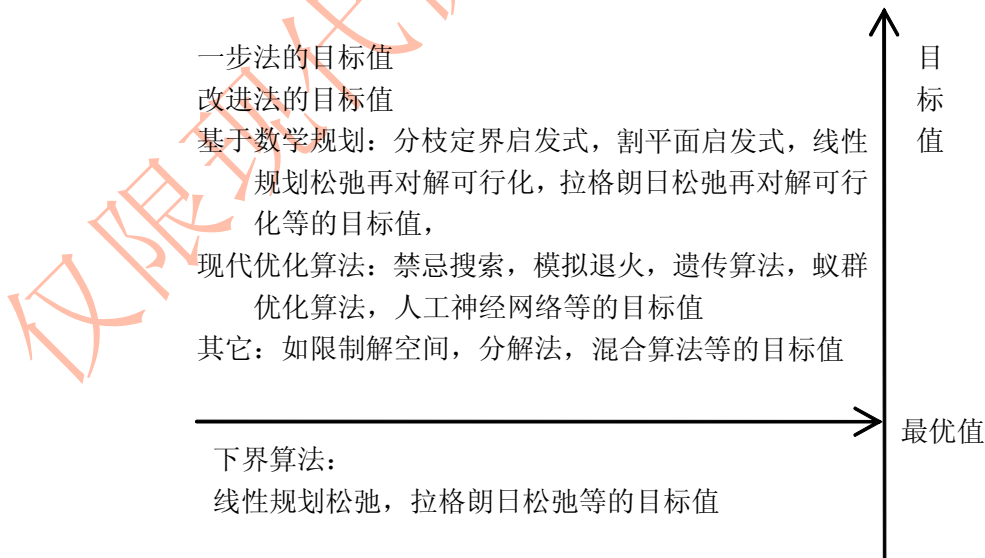 一步法的目标值
改进法的目标值
基于数学规划：分枝定界启发式，割平面启发式，线性
规划松弛再对解可行化，拉格朗日松弛再对解可行
化等的目标值，
现代优化算法：禁忌搜索，模拟退火，遗传算法，蚁群
优化算法，人工神经网络等的目标值
其它：如限制解空间，分解法，混合算法等的目标值
下界算法：
线性规划松弛，拉格朗日松弛等的目标值
目
标
值
最优值
仅限现代